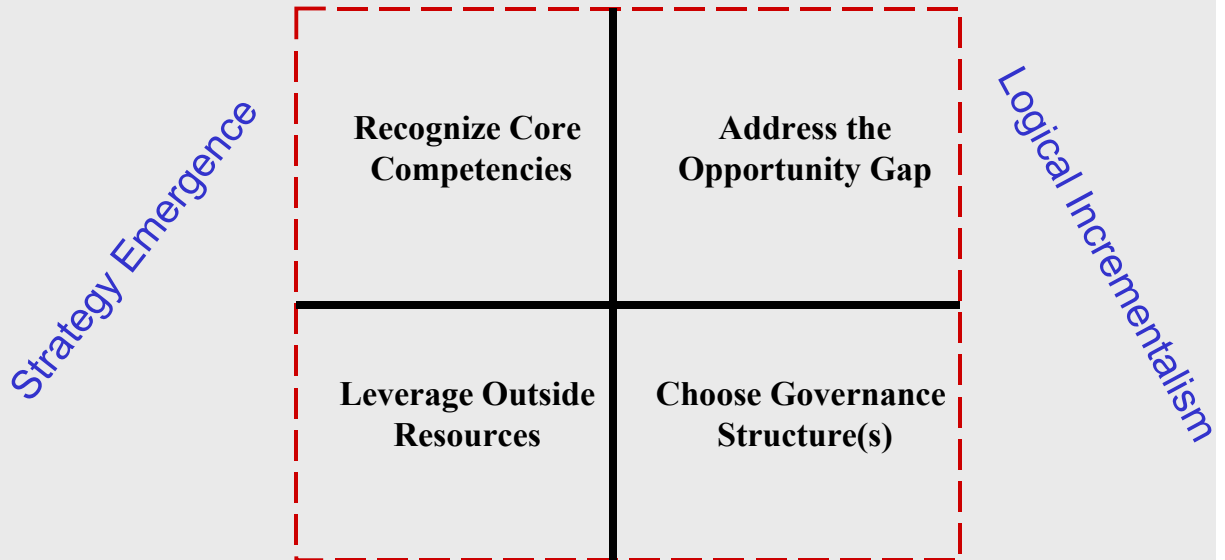 Strategy Emergence
Recognize Core
Competencies
Address the
Opportunity Gap
Leverage Outside
Resources
Choose Governance
Structure(s)
Logical Incrementalism